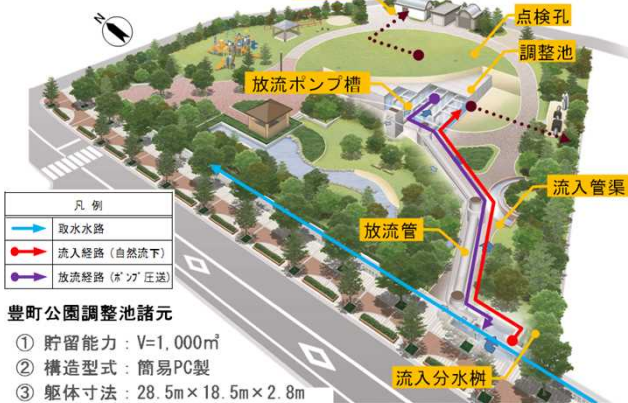 N
点検孔
調整池
放流ポンプ槽
流入管渠
放流管
流入分水桝
凡例
取水水路
流入経路(自然流下)
放流経路(ポンプ圧送)
豊町公園調整池諸元
① 貯留能力:V=1,000㎥
② 構造型式:簡易PC製
③ 躯体寸法:28.5m×18.5m×2.8m